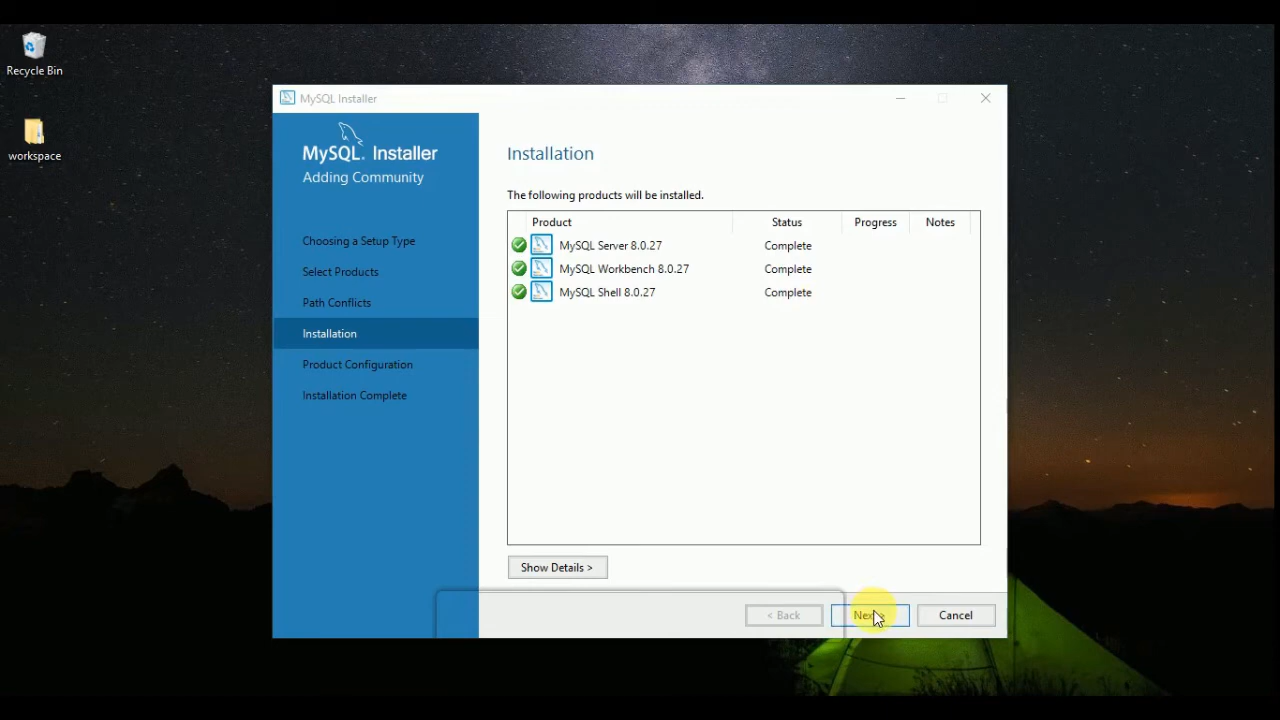 Recycle Bin
workspace
MySQL Installer
MySQL. Installer
Adding Community
Choosing a Setup Type
Select Products
Path Conflicts
Installation
Product Configuration
Installation Complete
Installation
The following products will be installed.
Product Status Progress Notes
MySQL Server 8.0.27 Complete
MySQL Workbench 8.0.27 Complete
MySQL Shell 8.0.27 Complete
Show Details >
< Back Next > Cancel